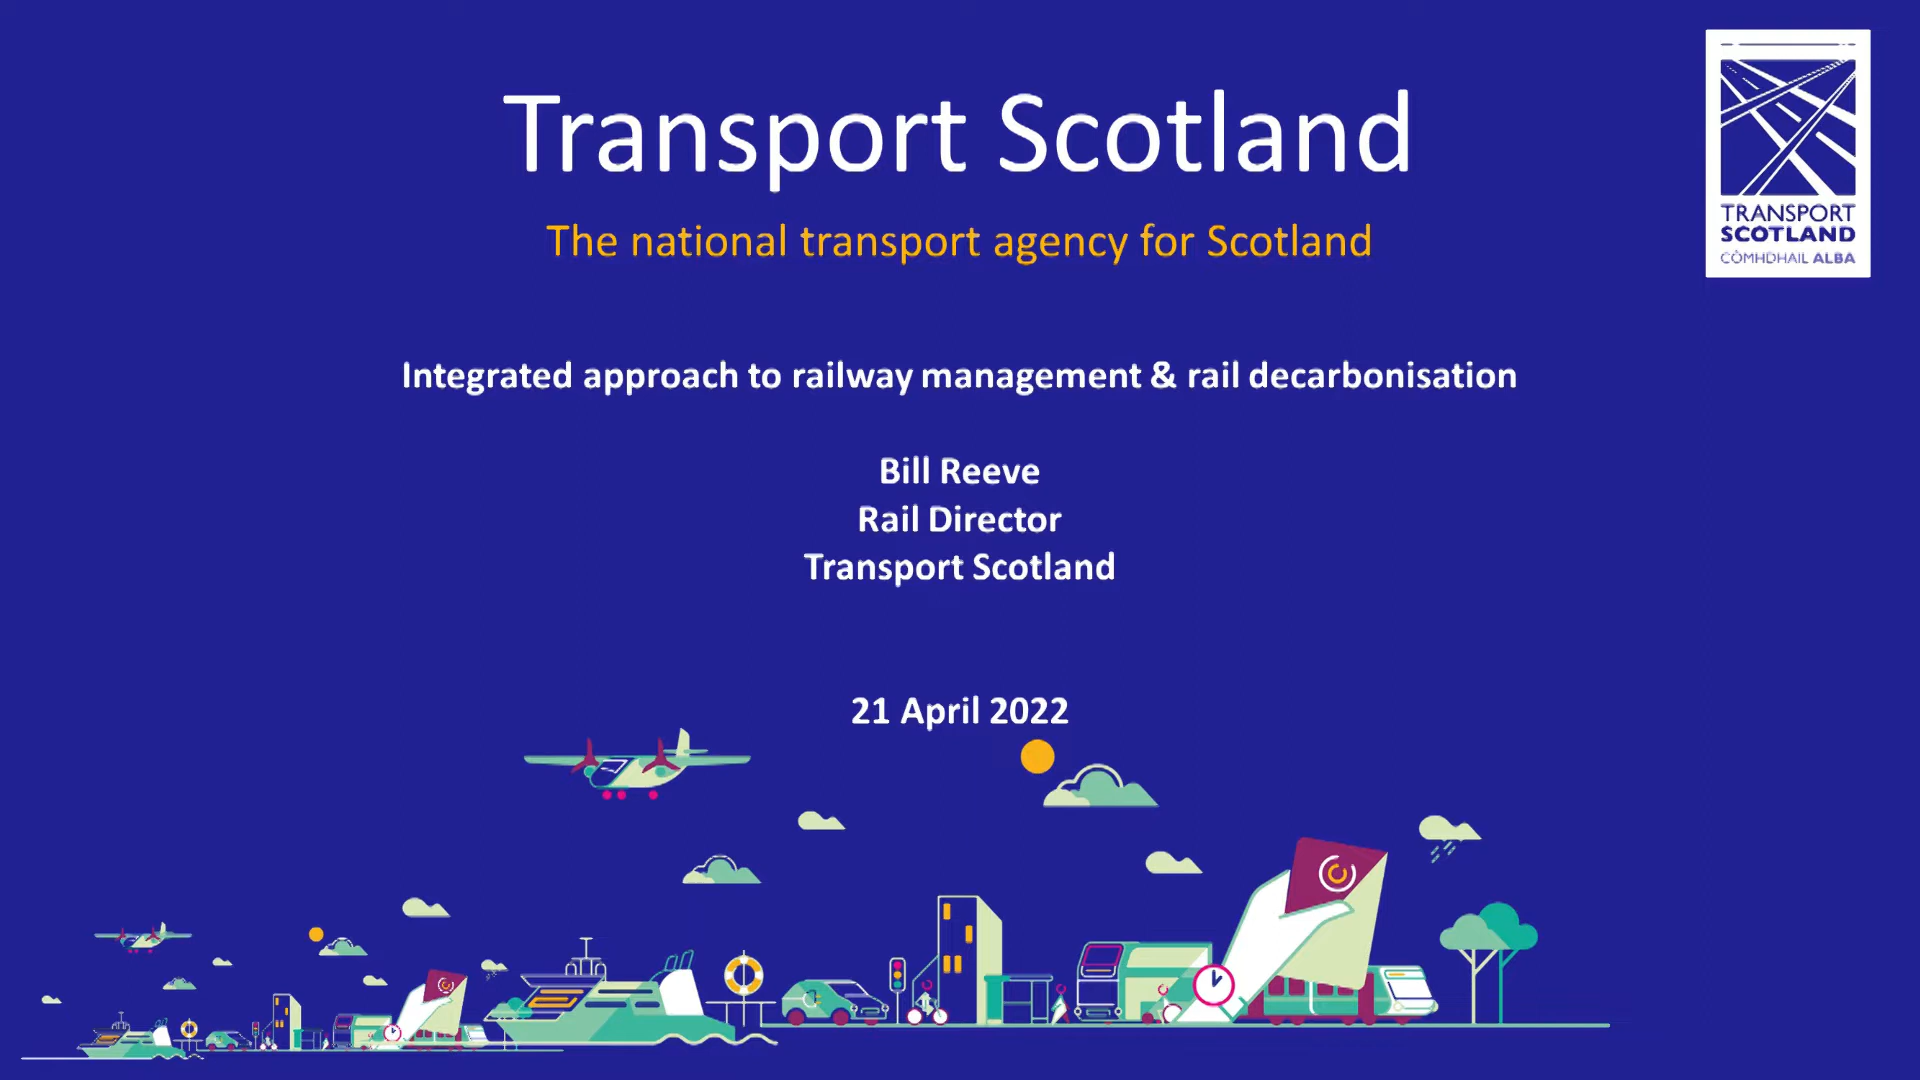 Transport Scotland
The national transport agency for Scotland
TRANSPORT
SCOTLAND
CÒMHDHAIL ALBA
Integrated approach to railway management & rail decarbonisation
Bill Reeve
Rail Director
Transport Scotland
21 April 2022